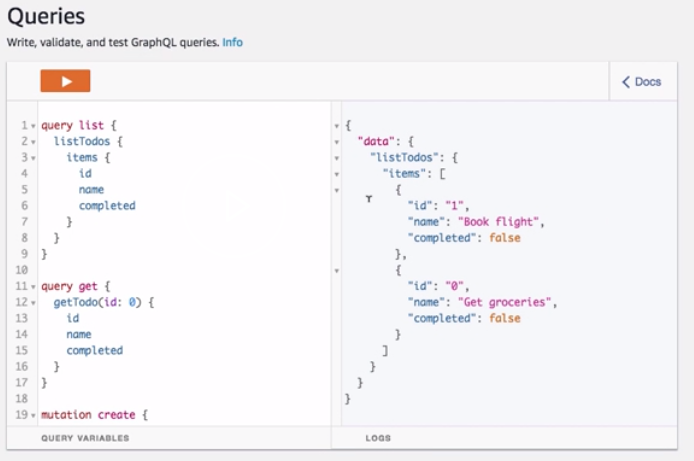 Queries
Write, validate, and test GraphQL queries. Info
Docs
1 query list {
2 listTodos {
3 items {
4 id
5 name
6 completed
7 }
8 }
9 }
10
11 query get {
12 getTodo(id: 0) {
13 id
14 name
15 completed
16 }
17 }
18
19 mutation create {
QUERY VARIABLES
{
"data": {
"listTodos": {
"items": [
{
"id": "1",
"name": "Book flight",
"completed": false
},
{
"id": "0",
"name": "Get groceries",
"completed": false
}
]
}
}
}
LOGS